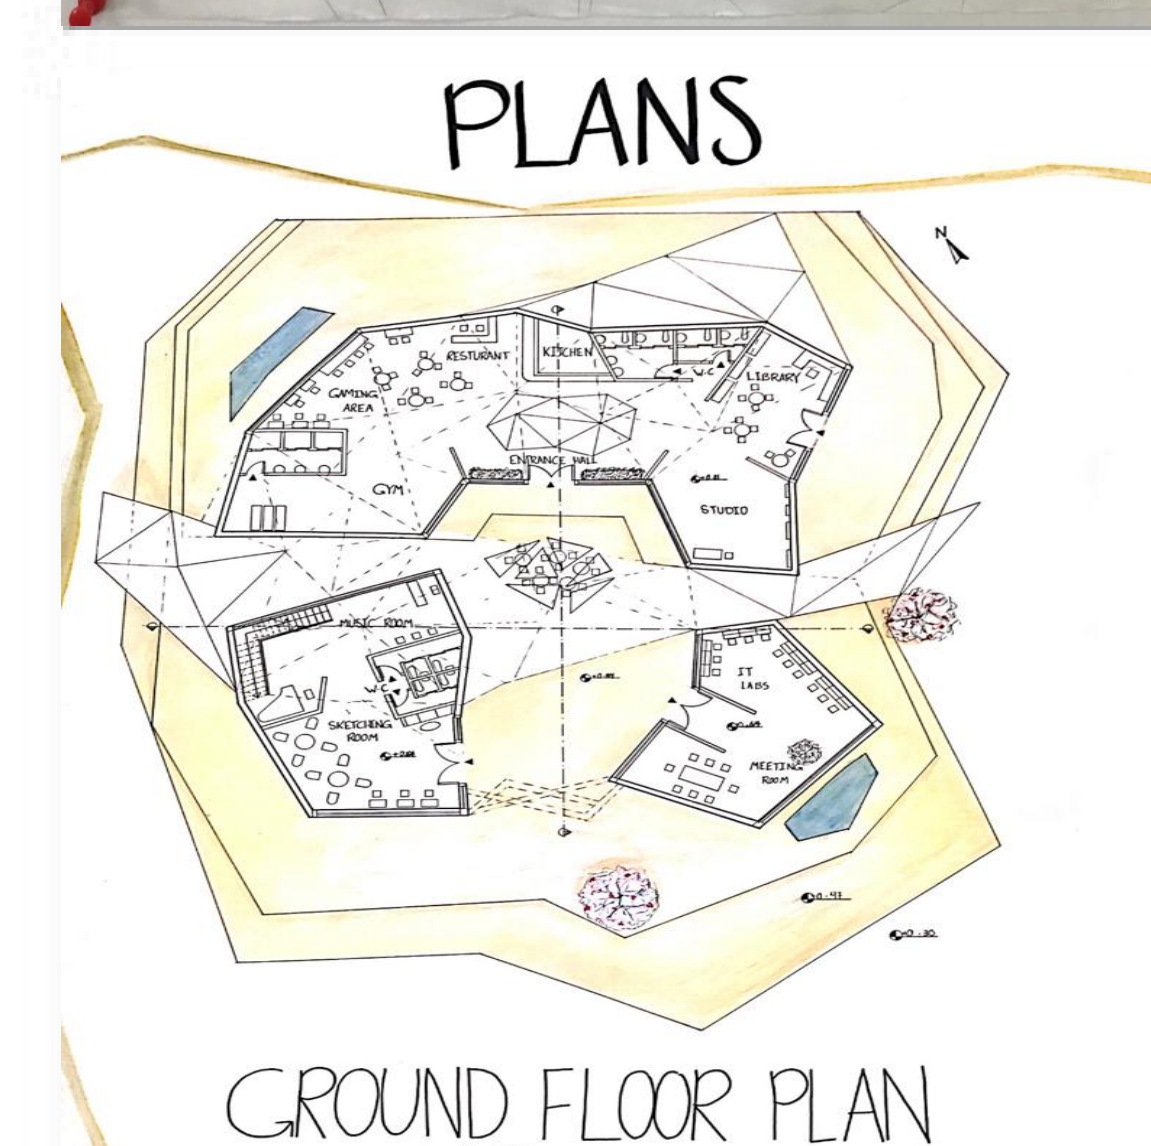 PLANS
N
RESTURANT
KITCHEN
W.C
LIBRARY
GAMING
AREA
ENTRANCE HALL
GYM
STUDIO
MUSIC ROOM
W.C
SKETCHING
ROOM
IT
LABS
MEETING
ROOM
GROUND FLOOR PLAN